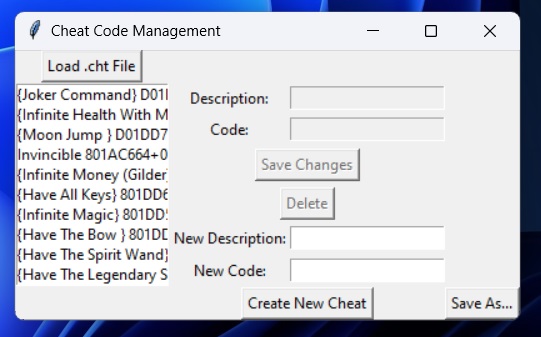 Cheat Code Management
Load .cht File
{Joker Command} D01
{Infinite Health With M
{Moon Jump } D01DD7
Invincible 801AC664+0
{Infinite Money (Gilder)
{Have All Keys} 801DD6
{Infinite Magic} 801DD5
{Have The Bow } 801DD
{Have The Spirit Wand}
{Have The Legendary S
Description:
Code:
Save Changes
Delete
New Description:
New Code:
Create New Cheat
Save As...